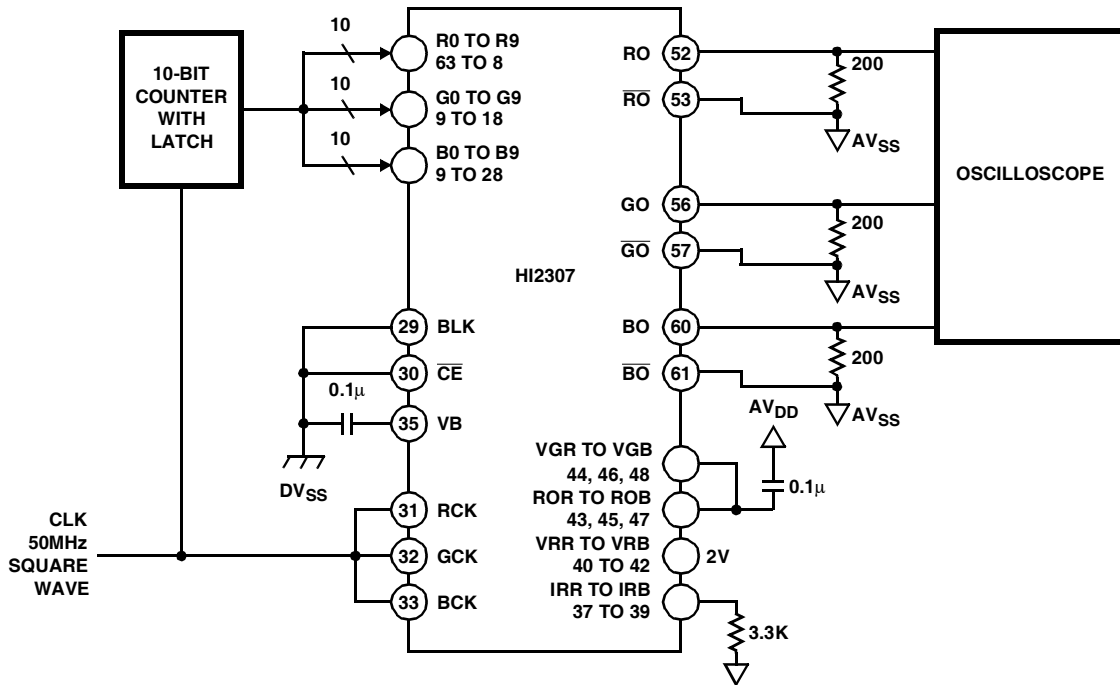 10-BIT
COUNTER
WITH
LATCH
10
10
10
R0 TO R9
63 TO 8
G0 TO G9
9 TO 18
B0 TO B9
9 TO 28
HI2307
29 BLK
30 CE
0.1µ
35 VB
DVSS
31 RCK
32 GCK
33 BCK
CLK
50MHz
SQUARE
WAVE
RO 52
RO 53
200
AVSS
GO 56
GO 57
200
AVSS
BO 60
BO 61
200
AVSS
OSCILLOSCOPE
AVDD
0.1µ
VGR TO VGB
44, 46, 48
ROR TO ROB
43, 45, 47
VRR TO VRB
40 TO 42
2V
IRR TO IRB
37 TO 39
3.3K